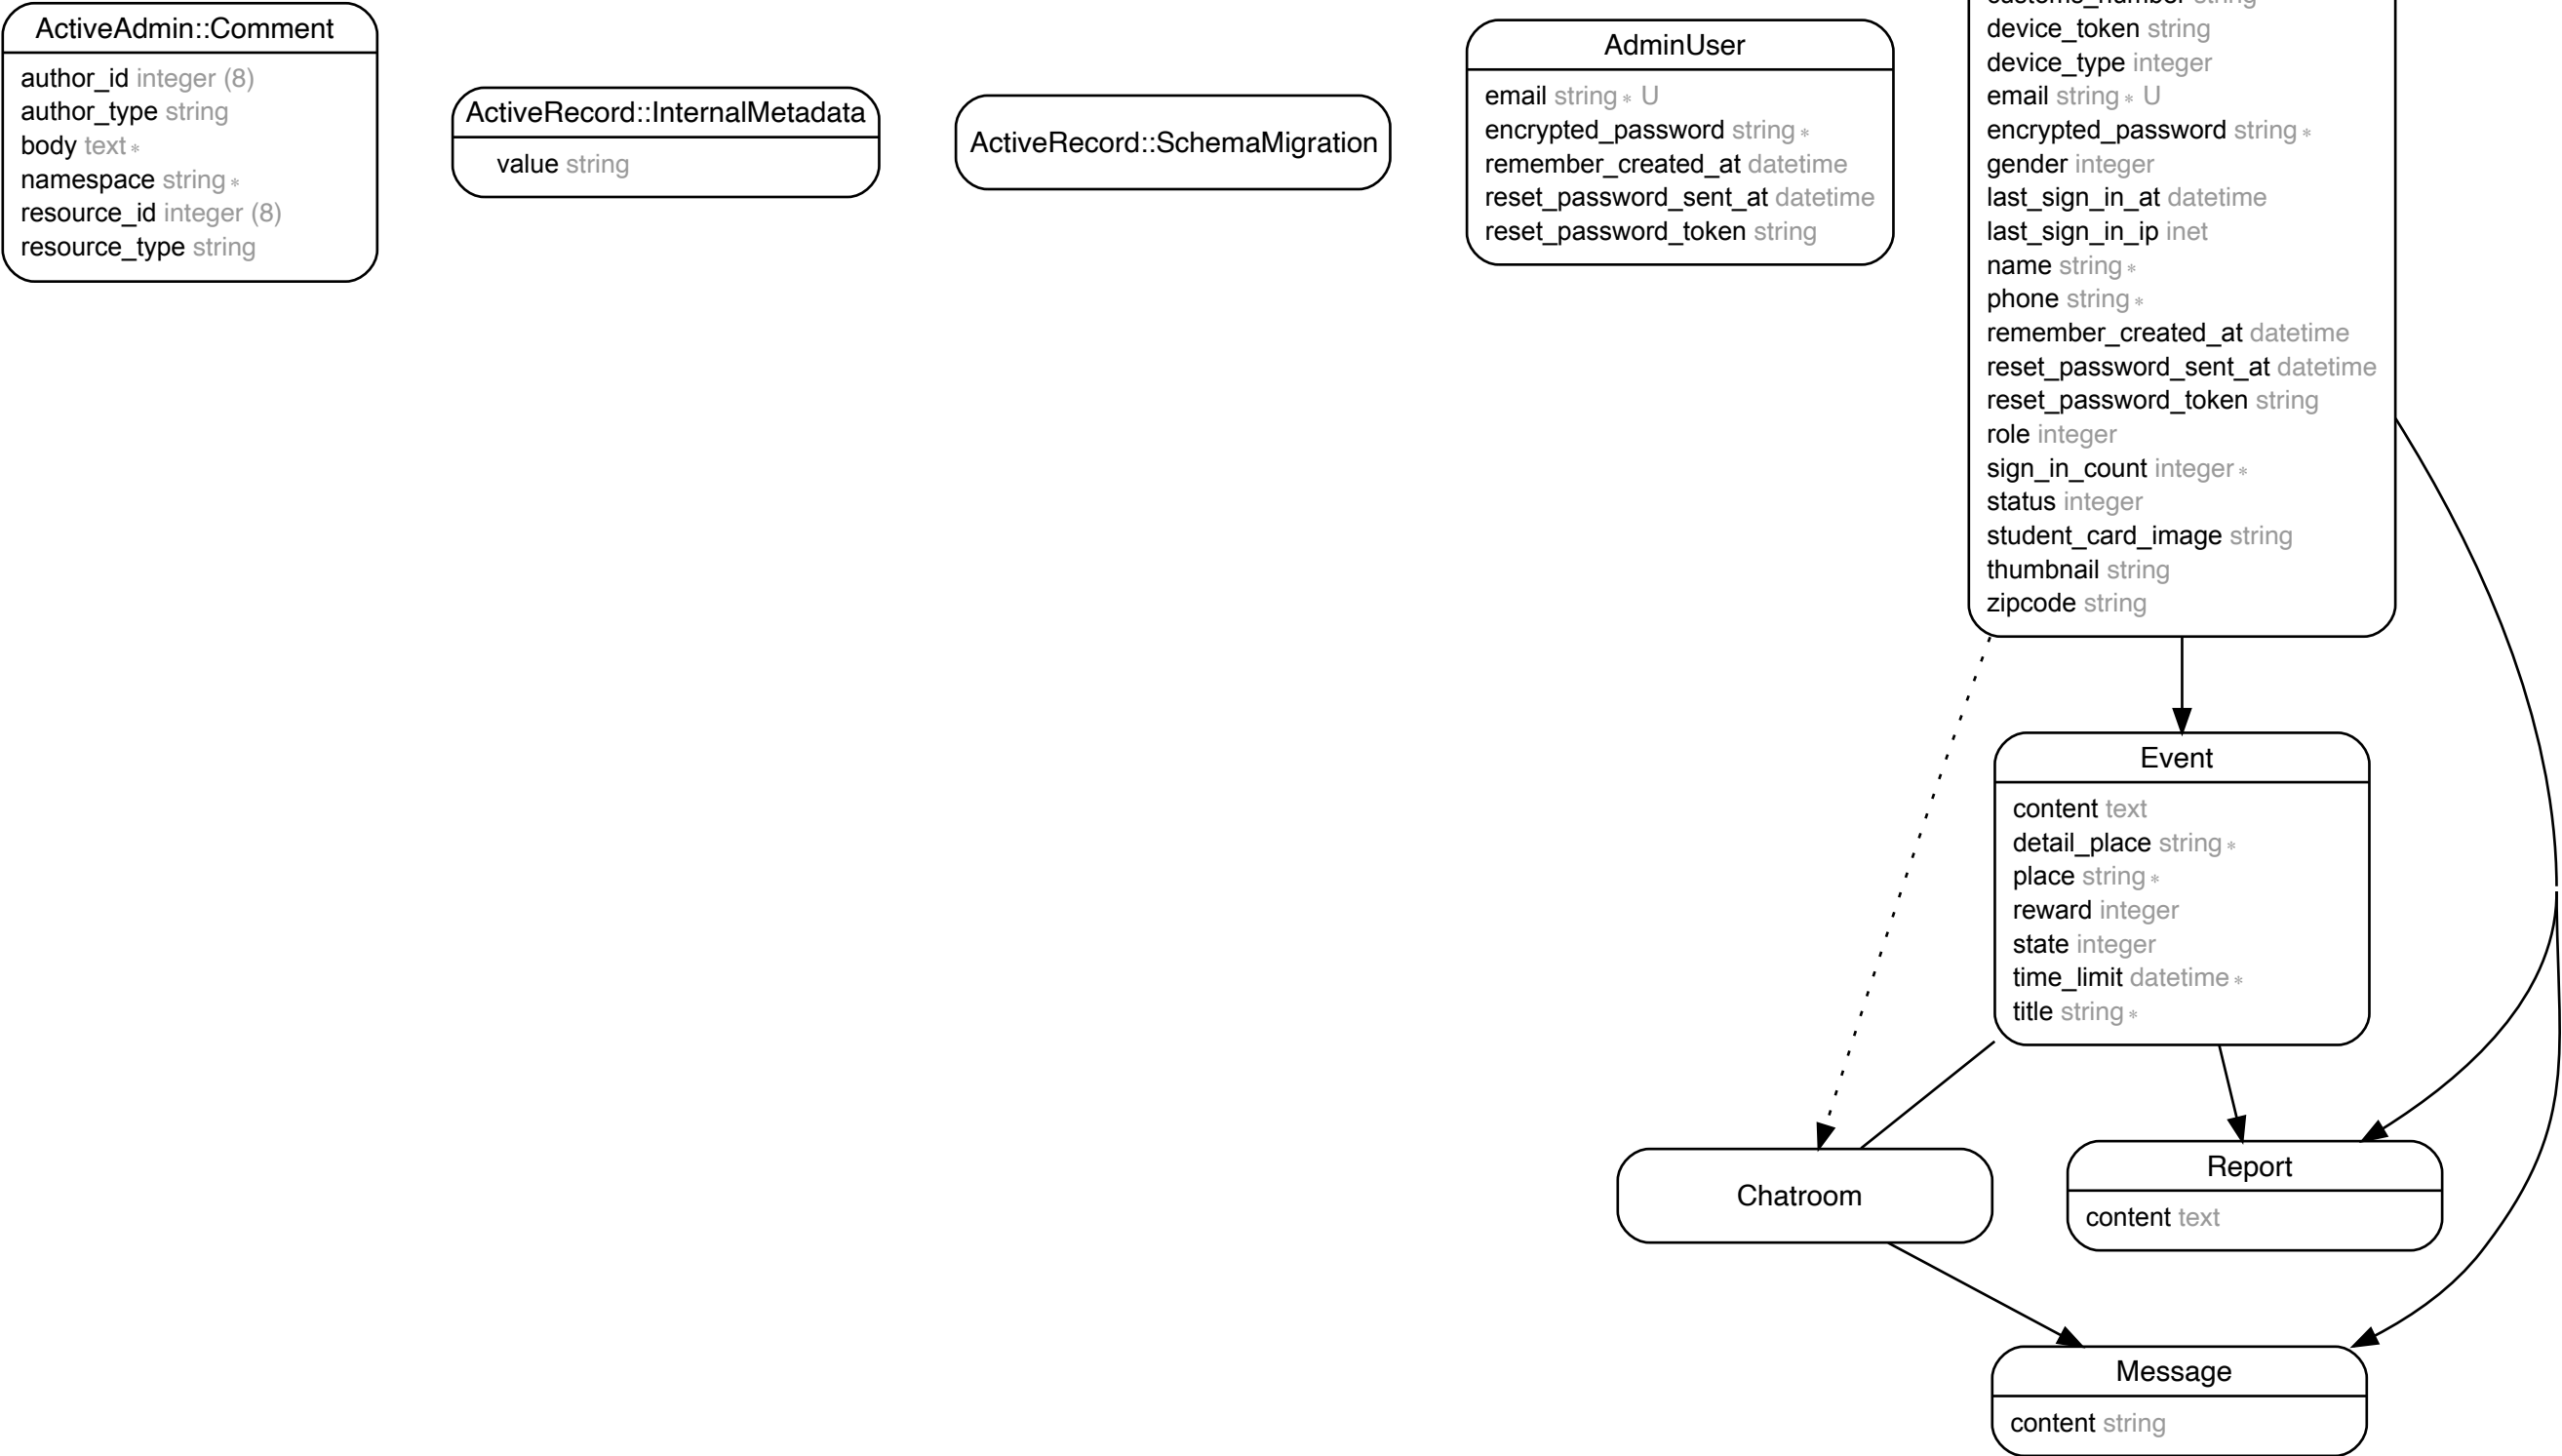 ActiveAdmin::Comment
author_id integer (8)
author_type string
body text *
namespace string *
resource_id integer (8)
resource_type string
ActiveRecord::InternalMetadata
value string
ActiveRecord::SchemaMigration
AdminUser
email string * U
encrypted_password string *
remember_created_at datetime
reset_password_sent_at datetime
reset_password_token string
customs_number string
device_token string
device_type integer
email string * U
encrypted_password string *
gender integer
last_sign_in_at datetime
last_sign_in_ip inet
name string *
phone string *
remember_created_at datetime
reset_password_sent_at datetime
reset_password_token string
role integer
sign_in_count integer *
status integer
student_card_image string
thumbnail string
zipcode string
Event
content text
detail_place string *
place string *
reward integer
state integer
time_limit datetime *
title string *
Chatroom
Report
content text
Message
content string